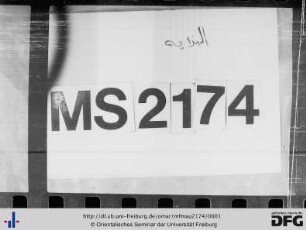 MS 2174
http://dl.ub.uni-freiburg.de/omar/mfmau2174/0001
© Orientalisches Seminar der Universität Freiburg
DFG